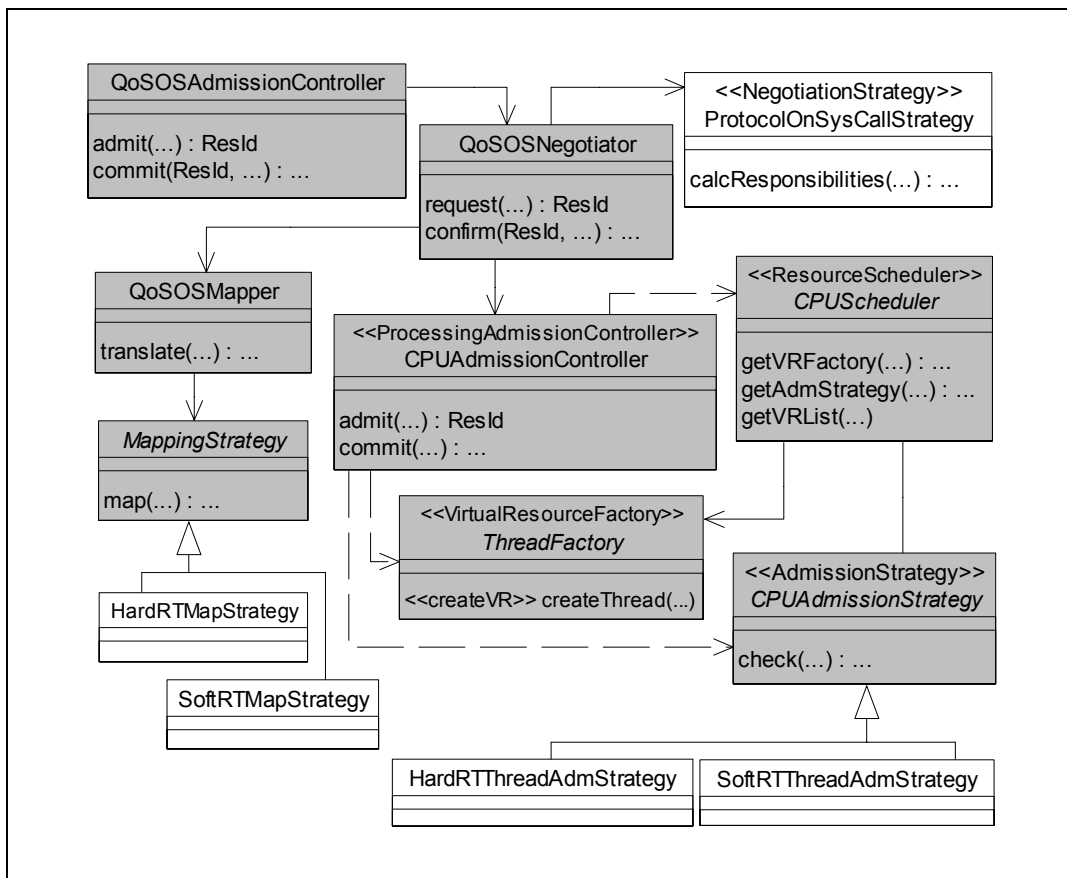 QoSOSAdmissionController
admit(...) : ResId
commit(ResId, ...) : ...
QoSOSNegotiator
request(...) : ResId
confirm(ResId, ...) : ...
<<NegotiationStrategy>>
ProtocolOnSysCallStrategy
calcResponsibilities(...) : ...
QoSOSMapper
translate(...) : ...
<<ProcessingAdmissionController>>
CPUAdmissionController
admit(...) : ResId
commit(...) : ...
<<ResourceScheduler>>
CPUScheduler
getVRFactory(...) : ...
getAdmStrategy(...) : ...
getVRList(...)
MappingStrategy
map(...) : ...
<<VirtualResourceFactory>>
ThreadFactory
<<createVR>> createThread(...)
<<AdmissionStrategy>>
CPUAdmissionStrategy
check(...) : ...
HardRTMapStrategy
SoftRTMapStrategy
HardRTThreadAdmStrategy
SoftRTThreadAdmStrategy